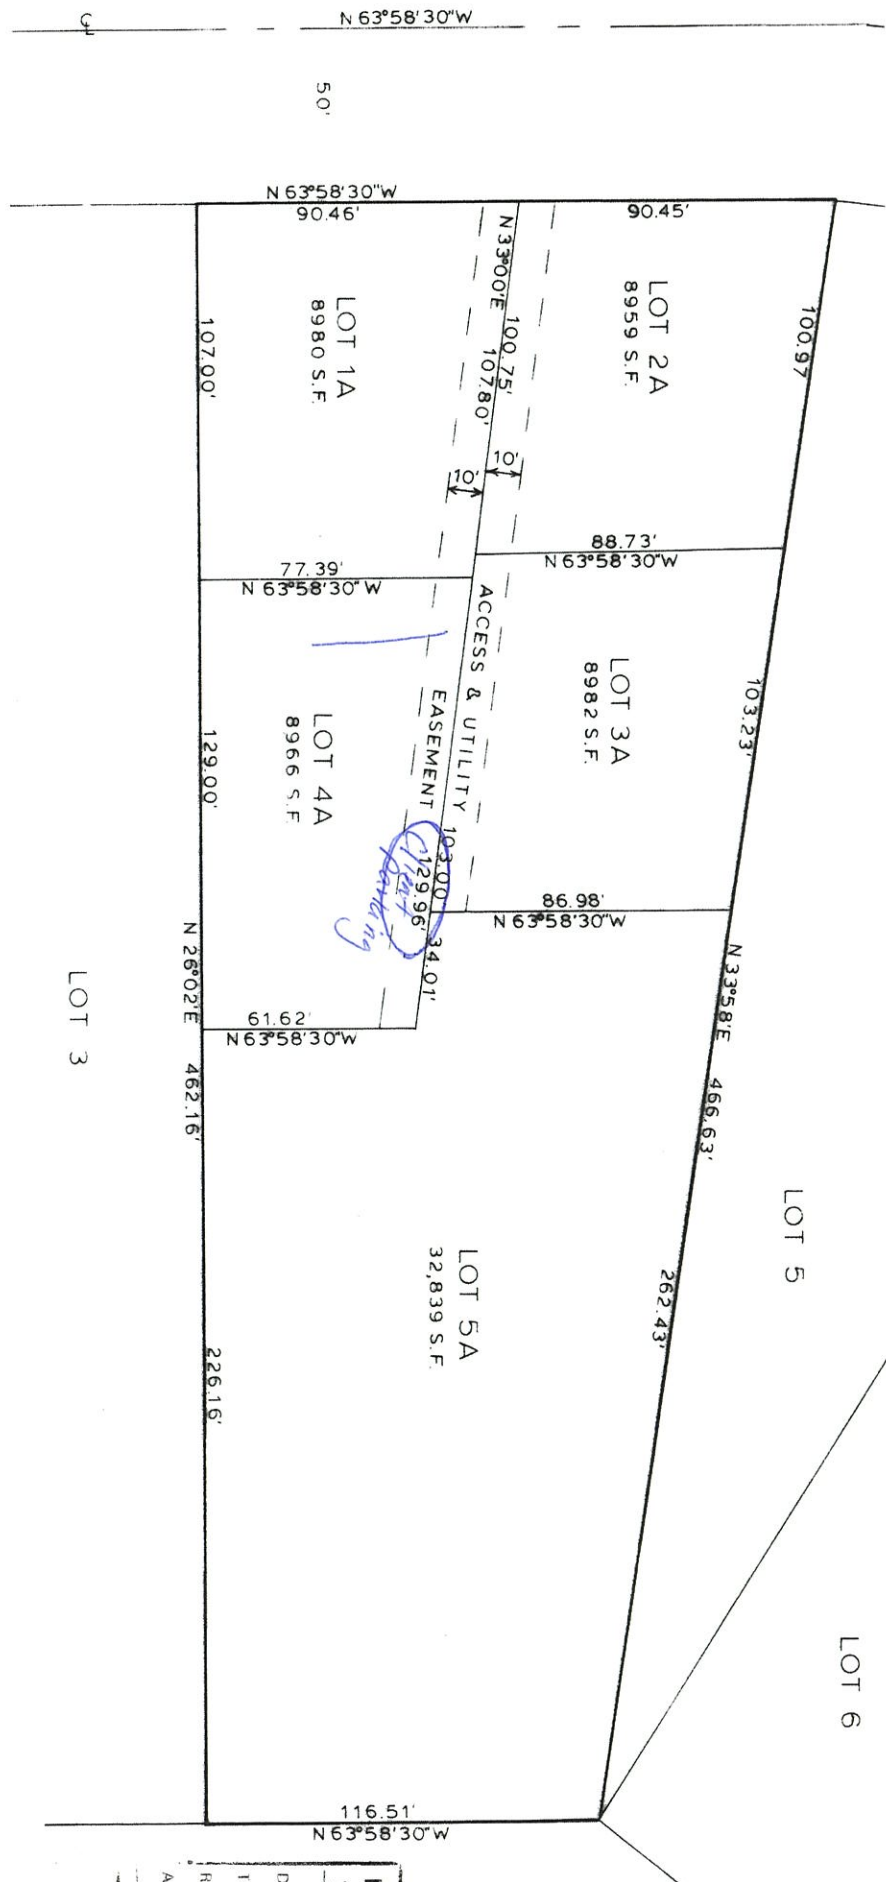 N 63°58'30"W
℄
50'
N 63°58'30"W
90.46'
90.45'
N 33°00'E
100.75'
107.80'
100.97
LOT 1A
8980 S.F.
LOT 2A
8959 S.F.
107.00'
10'
10'
88.73'
N 63°58'30"W
77.39'
N 63°58'30"W
ACCESS & UTILITY
EASEMENT
LOT 3A
8982 S.F.
103.23'
LOT 4A
8966 S.F.
129.00'
103.00
129.96'
34.01'
Client
parking
86.98'
N 63°58'30"W
N 33°58'E 466.63'
61.62'
N 63°58'30"W
N 26°02'E 462.16'
LOT 3
LOT 5
LOT 5A
32,839 S.F.
262.43'
226.16'
LOT 6
116.51'
N 63°58'30"W